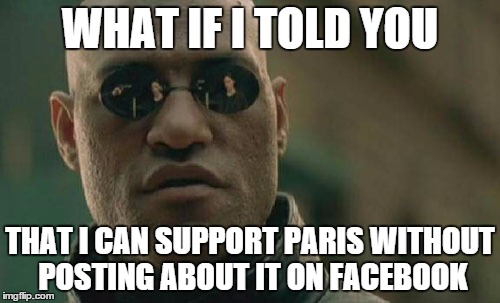 WHAT IF I TOLD YOU
THAT I CAN SUPPORT PARIS WITHOUT
POSTING ABOUT IT ON FACEBOOK
imgflip.com